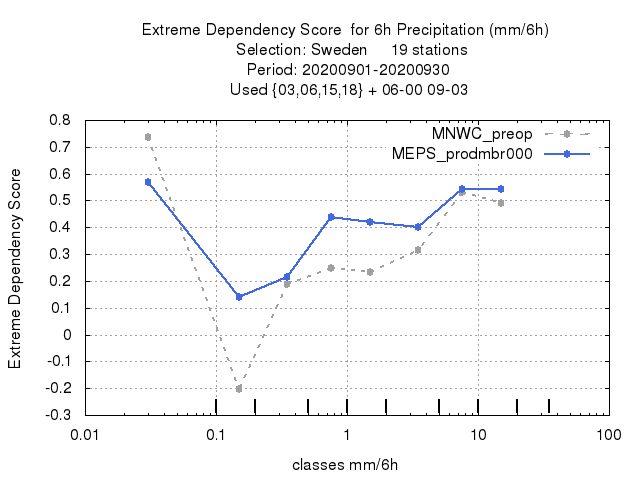 Extreme Dependency Score  for 6h Precipitation (mm/6h)
Selection: Sweden     19 stations
Period: 20200901-20200930
Used {03,06,15,18} + 06-00 09-03
MNWC_preop
MEPS_prodmbr000
Extreme Dependency Score
0.8
0.7
0.6
0.5
0.4
0.3
0.2
0.1
0
-0.1
-0.2
-0.3
0.01 0.1 1 10 100
classes mm/6h